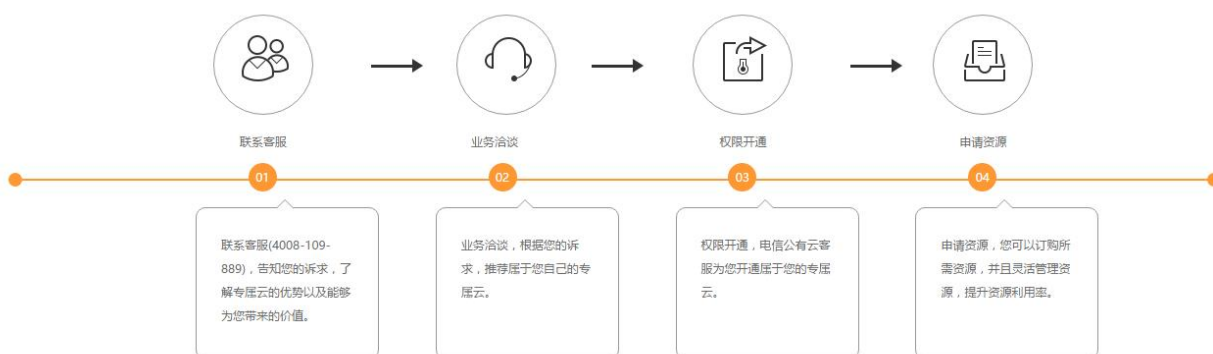 联系客服
业务洽谈
权限开通
申请资源
01
02
03
04
联系客服(4008-109-
889)，告知您的诉求，了
解专属云的优势以及能够
为您带来的价值。
业务洽谈，根据您的诉
求，推荐属于您自己的专
属云。
权限开通，电信公有云客
服为您开通属于您的专属
云。
申请资源，您可以订购所
需资源，并且灵活管理资
源，提升资源利用率。